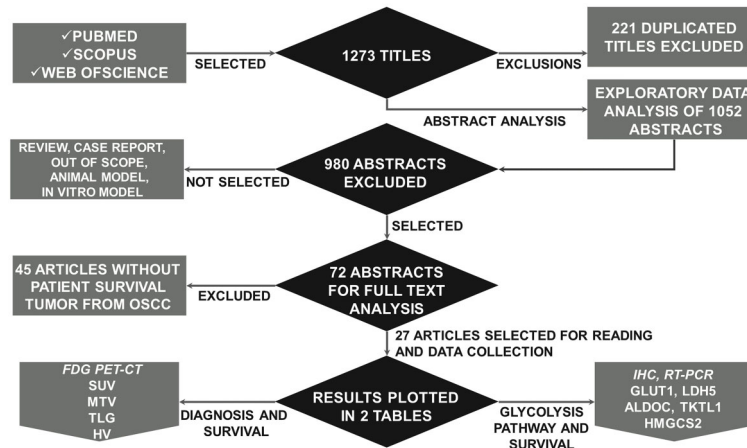 ✓PUBMED
✓SCOPUS
✓WEB OFSCIENCE
SELECTED
1273 TITLES
EXCLUSIONS
221 DUPLICATED
TITLES EXCLUDED
ABSTRACT ANALYSIS
EXPLORATORY DATA
ANALYSIS OF 1052
ABSTRACTS
REVIEW, CASE REPORT,
OUT OF SCOPE,
ANIMAL MODEL,
IN VITRO MODEL
NOT SELECTED
980 ABSTRACTS
EXCLUDED
SELECTED
45 ARTICLES WITHOUT
PATIENT SURVIVAL
TUMOR FROM OSCC
EXCLUDED
72 ABSTRACTS
FOR FULL TEXT
ANALYSIS
27 ARTICLES SELECTED FOR READING
AND DATA COLLECTION
FDG PET-CT
SUV
MTV
TLG
HV
DIAGNOSIS AND
SURVIVAL
RESULTS PLOTTED
IN 2 TABLES
GLYCOLYSIS
PATHWAY AND
SURVIVAL
IHC, RT-PCR
GLUT1, LDH5
ALDOC, TKTL1
HMGCS2